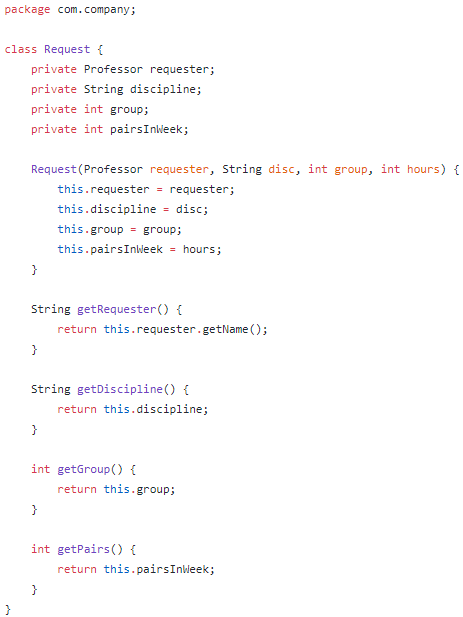 package com.company;
class Request {
    private Professor requester;
    private String discipline;
    private int group;
    private int pairsInWeek;
    Request(Professor requester, String disc, int group, int hours) {
        this.requester = requester;
        this.discipline = disc;
        this.group = group;
        this.pairsInWeek = hours;
    }
    String getRequester() {
        return this.requester.getName();
    }
    String getDiscipline() {
        return this.discipline;
    }
    int getGroup() {
        return this.group;
    }
    int getPairs() {
        return this.pairsInWeek;
    }
}